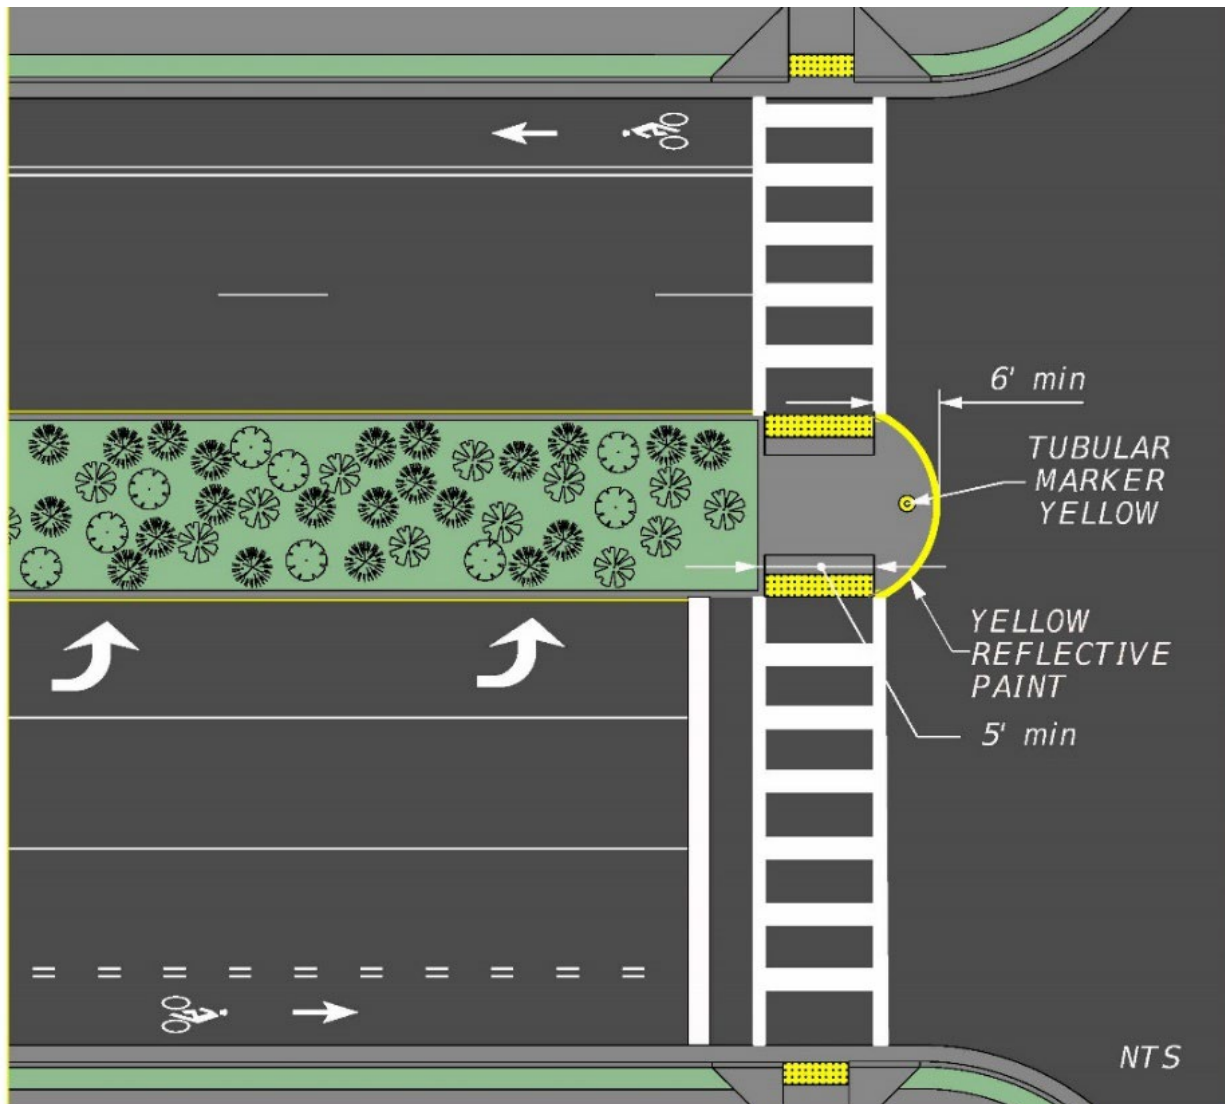 6' min
TUBULAR
MARKER
YELLOW
YELLOW
REFLECTIVE
PAINT
5' min
NTS